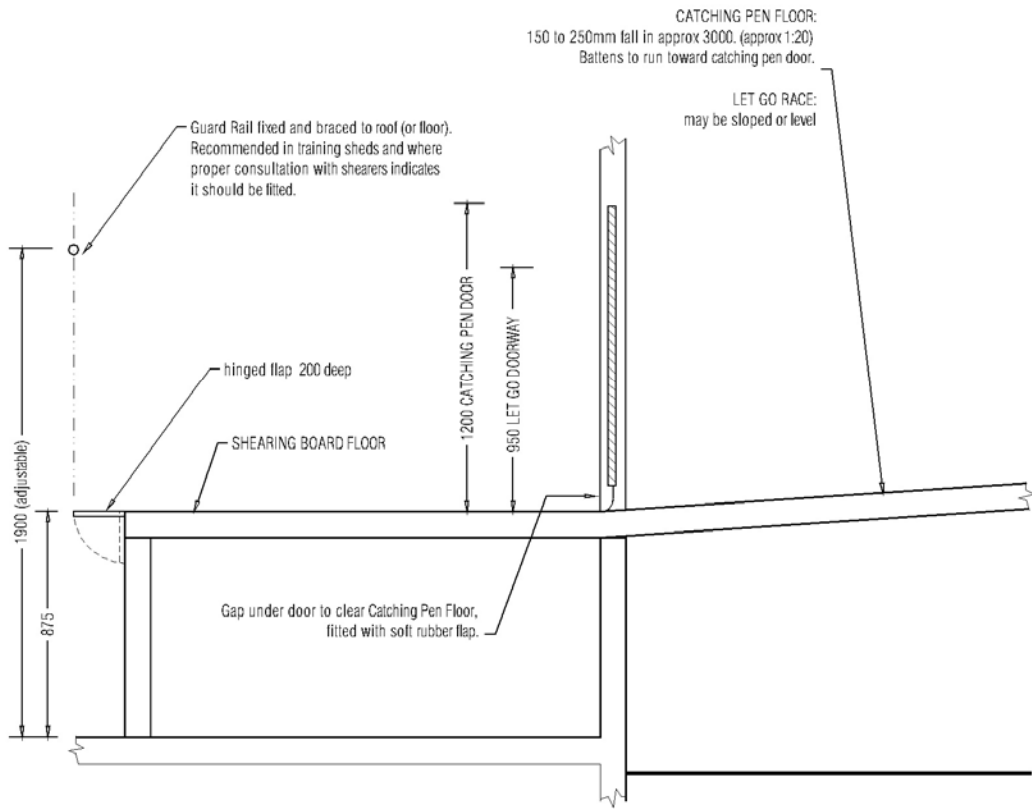 CATCHING PEN FLOOR:
150 to 250mm fall in approx 3000. (approx 1:20)
Battens to run toward catching pen door.
LET GO RACE:
may be sloped or level
Guard Rail fixed and braced to roof (or floor).
Recommended in training sheds and where
proper consultation with shearers indicates
it should be fitted.
1200 CATCHING PEN DOOR
950 LET GO DOORWAY
hinged flap 200 deep
SHEARING BOARD FLOOR
1900 (adjustable)
875
Gap under door to clear Catching Pen Floor,
fitted with soft rubber flap.